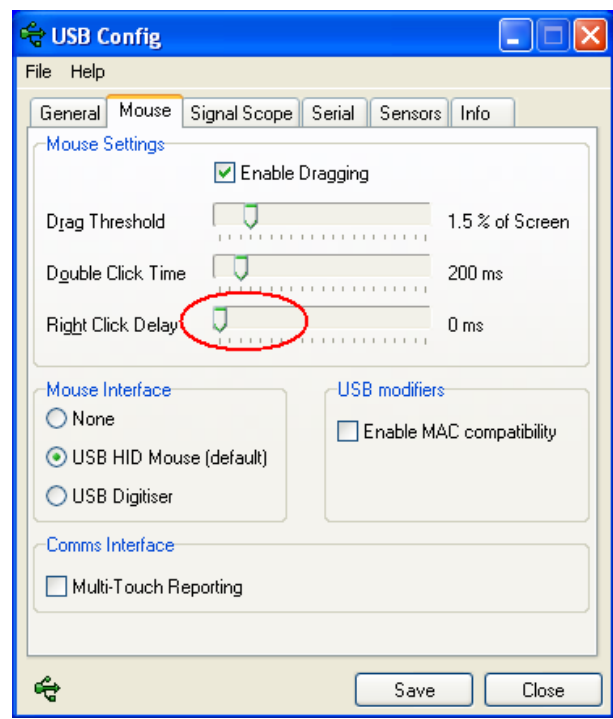 USB Config
File Help
General Mouse Signal Scope Serial Sensors Info
Mouse Settings
Enable Dragging
Drag Threshold 1.5 % of Screen
Double Click Time 200 ms
Right Click Delay 0 ms
Mouse Interface
None
USB HID Mouse (default)
USB Digitiser
USB modifiers
Enable MAC compatibility
Comms Interface
Multi-Touch Reporting
Save Close